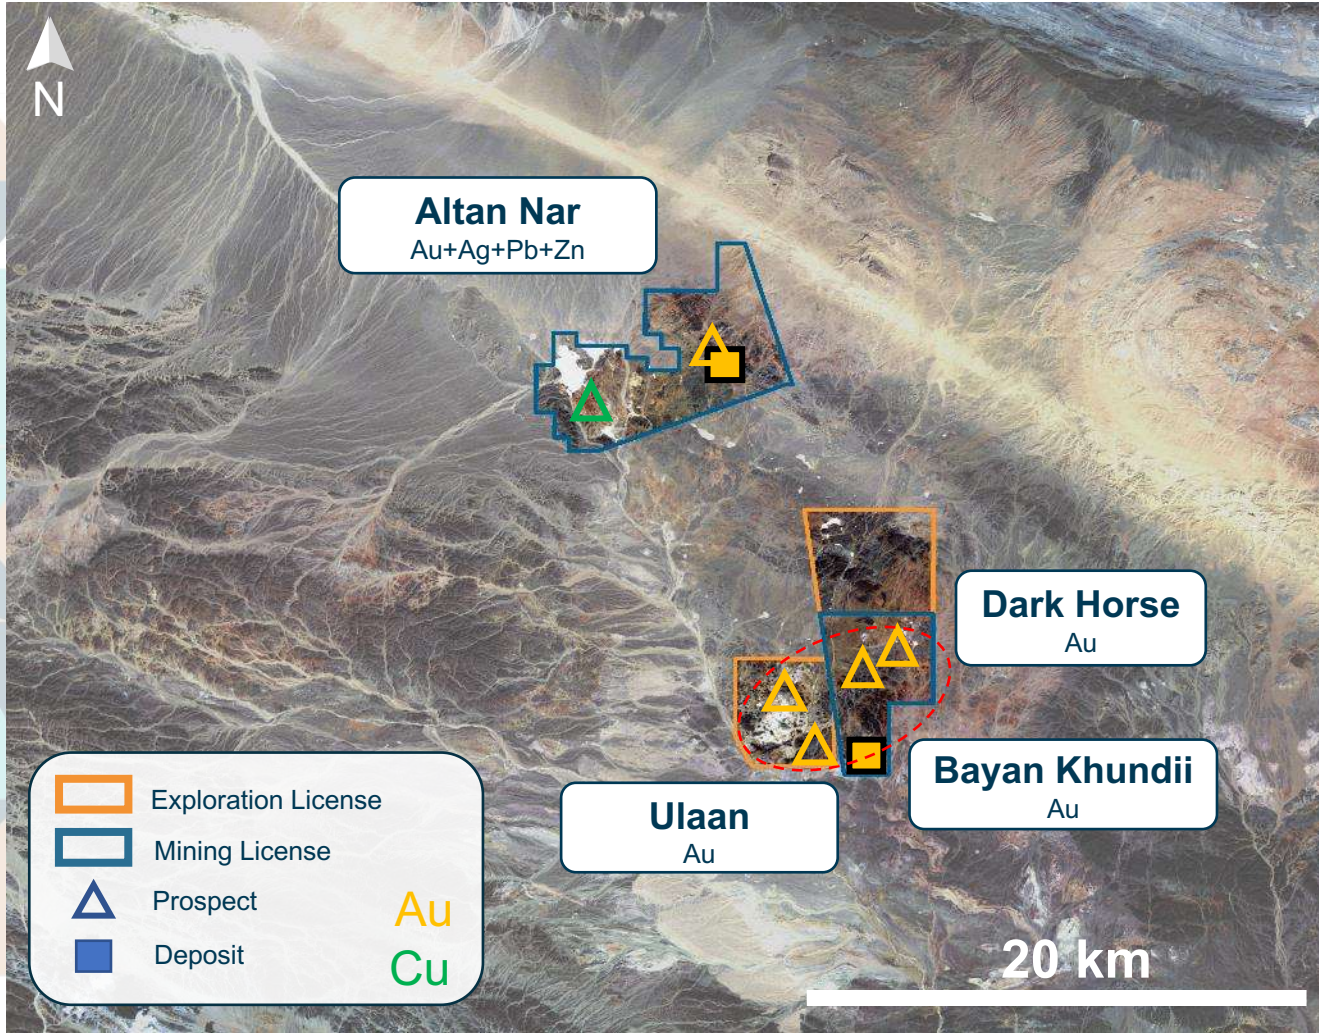 N
Altan Nar
Au+Ag+Pb+Zn
Dark Horse
Au
Bayan Khundii
Au
Ulaan
Au
Exploration License
Mining License
Prospect
Deposit
Au
Cu
20 km